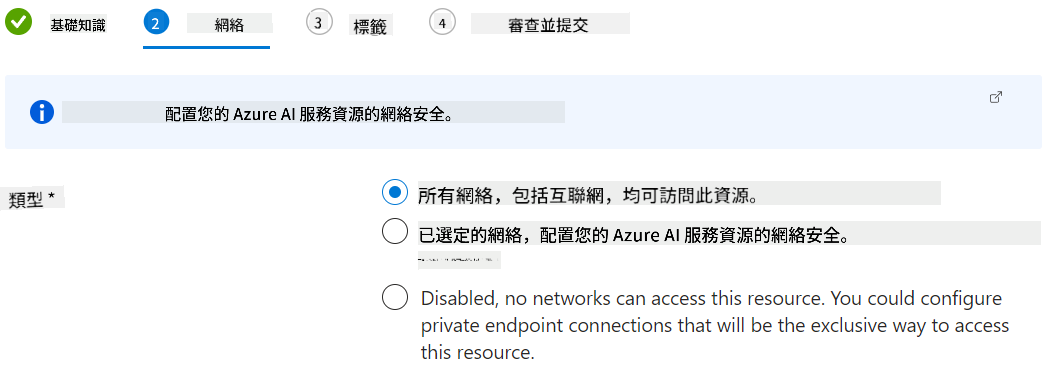 基礎知識
2 網絡
3 標籤
4 審查並提交
配置您的 Azure AI 服務資源的網絡安全。
類型 *
所有網絡，包括互聯網，均可訪問此資源。
已選定的網絡，配置您的 Azure AI 服務資源的網絡安全。
Disabled, no networks can access this resource. You could configure
private endpoint connections that will be the exclusive way to access
this resource.